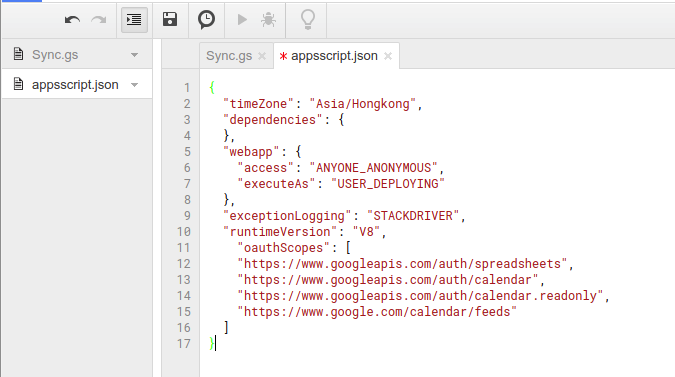 Sync.gs
appsscript.json
Sync.gs ×
* appsscript.json ×
1 {
2   "timeZone": "Asia/Hongkong",
3   "dependencies": {
4   },
5   "webapp": {
6     "access": "ANYONE_ANONYMOUS",
7     "executeAs": "USER_DEPLOYING"
8   },
9   "exceptionLogging": "STACKDRIVER",
10   "runtimeVersion": "V8",
11     "oauthScopes": [
12     "https://www.googleapis.com/auth/spreadsheets",
13     "https://www.googleapis.com/auth/calendar",
14     "https://www.googleapis.com/auth/calendar.readonly",
15     "https://www.google.com/calendar/feeds"
16   ]
17 }